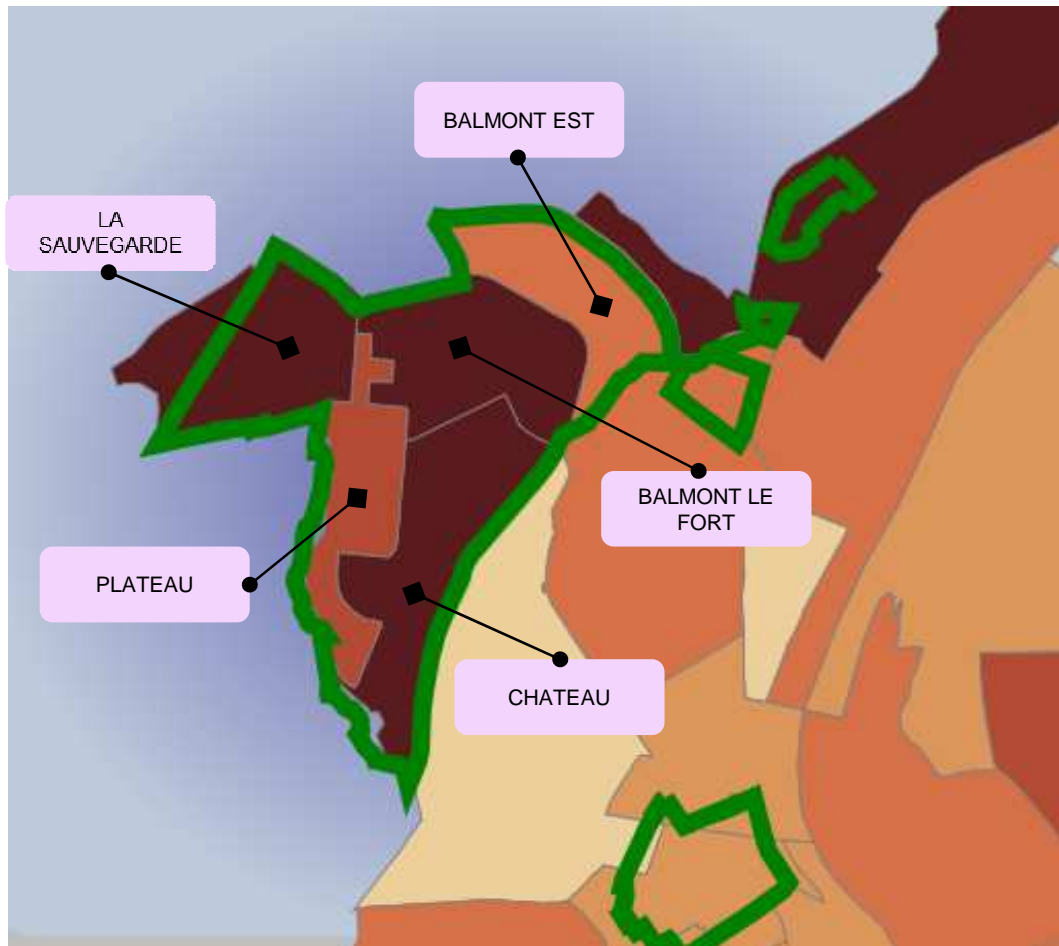 BALMONT EST
LA
SAUVEGARDE
BALMONT LE
FORT
PLATEAU
CHATEAU